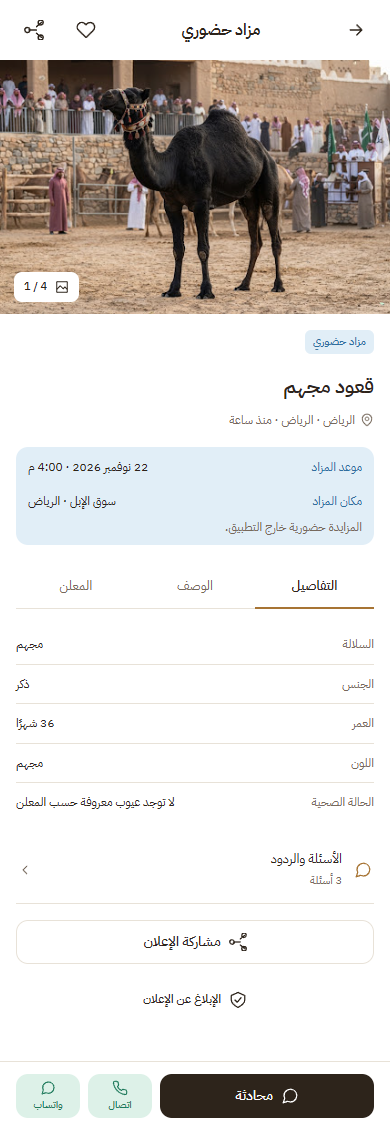 مزاد حضوري
1 / 4
مزاد حضوري
قعود مجهم
الرياض · الرياض · منذ ساعة
موعد المزاد 22 نوفمبر 2026 · 4:00 م
مكان المزاد سوق الإبل · الرياض
المزايدة حضورية خارج التطبيق.
التفاصيل الوصف المعلن
السلالة مجهم
الجنس ذكر
العمر 36 شهرًا
اللون مجهم
الحالة الصحية لا توجد عيوب معروفة حسب المعلن
الأسئلة والردود
3 أسئلة
مشاركة الإعلان
الإبلاغ عن الإعلان
محادثة اتصال واتساب